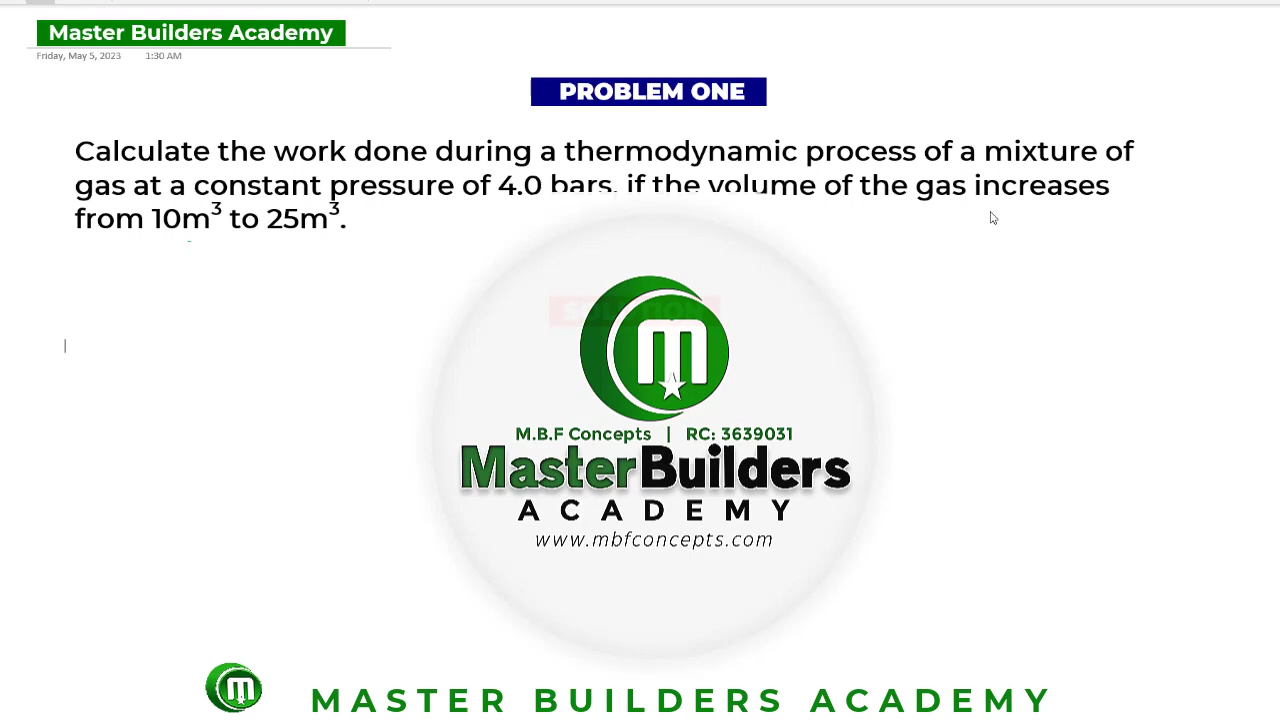 Master Builders Academy
Friday, May 5, 2023 1:30 AM
PROBLEM ONE
Calculate the work done during a thermodynamic process of a mixture of
gas at a constant pressure of 4.0 bars, if the volume of the gas increases
from 10m³ to 25m³.
SOLUTION
M.B.F Concepts | RC: 3639031
MasterBuilders
ACADEMY
www.mbfconcepts.com
MASTER BUILDERS ACADEMY